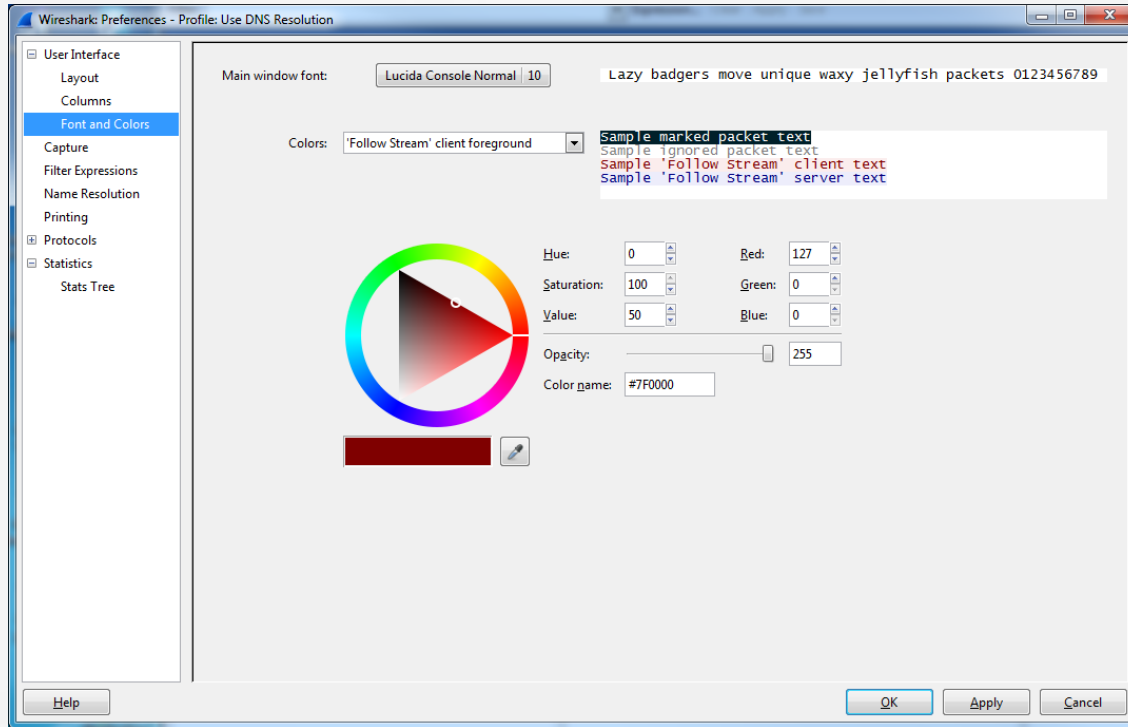 Wireshark: Preferences - Profile: Use DNS Resolution
User Interface
Layout
Columns
Font and Colors
Capture
Filter Expressions
Name Resolution
Printing
Protocols
Statistics
Stats Tree
Main window font: Lucida Console Normal 10 Lazy badgers move unique waxy jellyfish packets 0123456789
Colors: 'Follow Stream' client foreground
Sample marked packet text
Sample ignored packet text
Sample 'Follow Stream' client text
Sample 'Follow Stream' server text
Hue: 0 Red: 127
Saturation: 100 Green: 0
Value: 50 Blue: 0
Opacity: 255
Color name: #7F0000
Help OK Apply Cancel